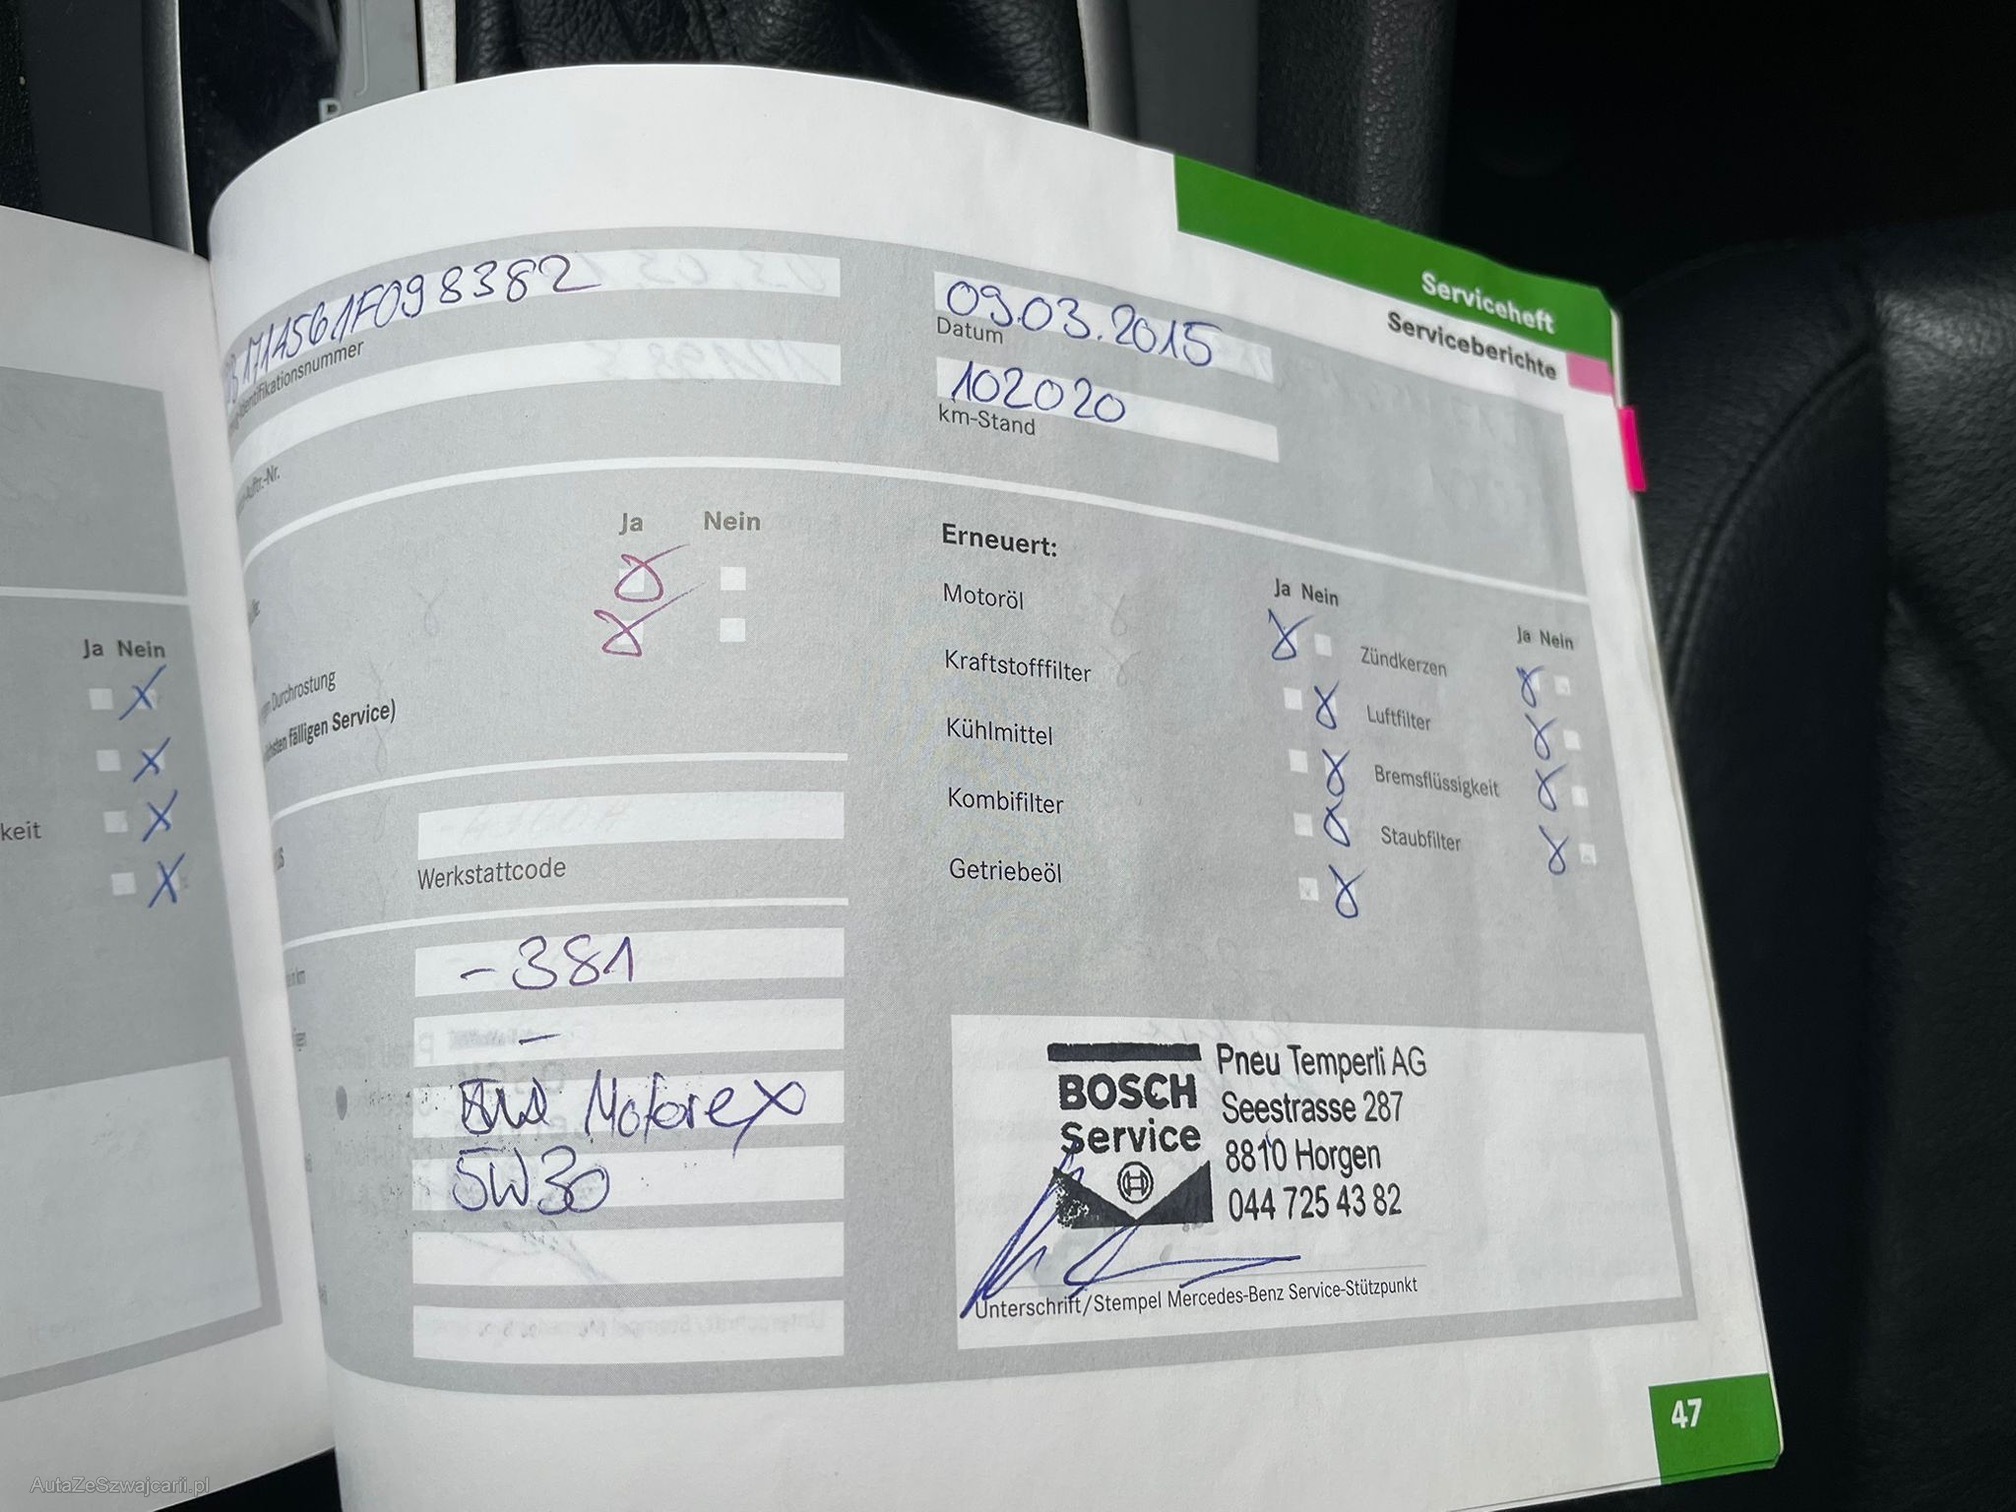 Serviceheft
Serviceberichte
1714561F098382
identifikationsnummer
09.03.2015
Datum
102020
km-Stand
Auftr.-Nr.
Ja Nein
Durchrostung
fälligen Service)
Werkstattcode
-381
-
Motorex
5W30
Erneuert:
Ja Nein
Ja Nein
Motoröl
Zündkerzen
Kraftstofffilter
Luftfilter
Kühlmittel
Bremsflüssigkeit
Kombifilter
Staubfilter
Getriebeöl
BOSCH
Service
Pneu Temperli AG
Seestrasse 287
8810 Horgen
044 725 43 82
Unterschrift/Stempel Mercedes-Benz Service-Stützpunkt
47
Ja Nein
keit
AutaZeSzwajcarii.pl